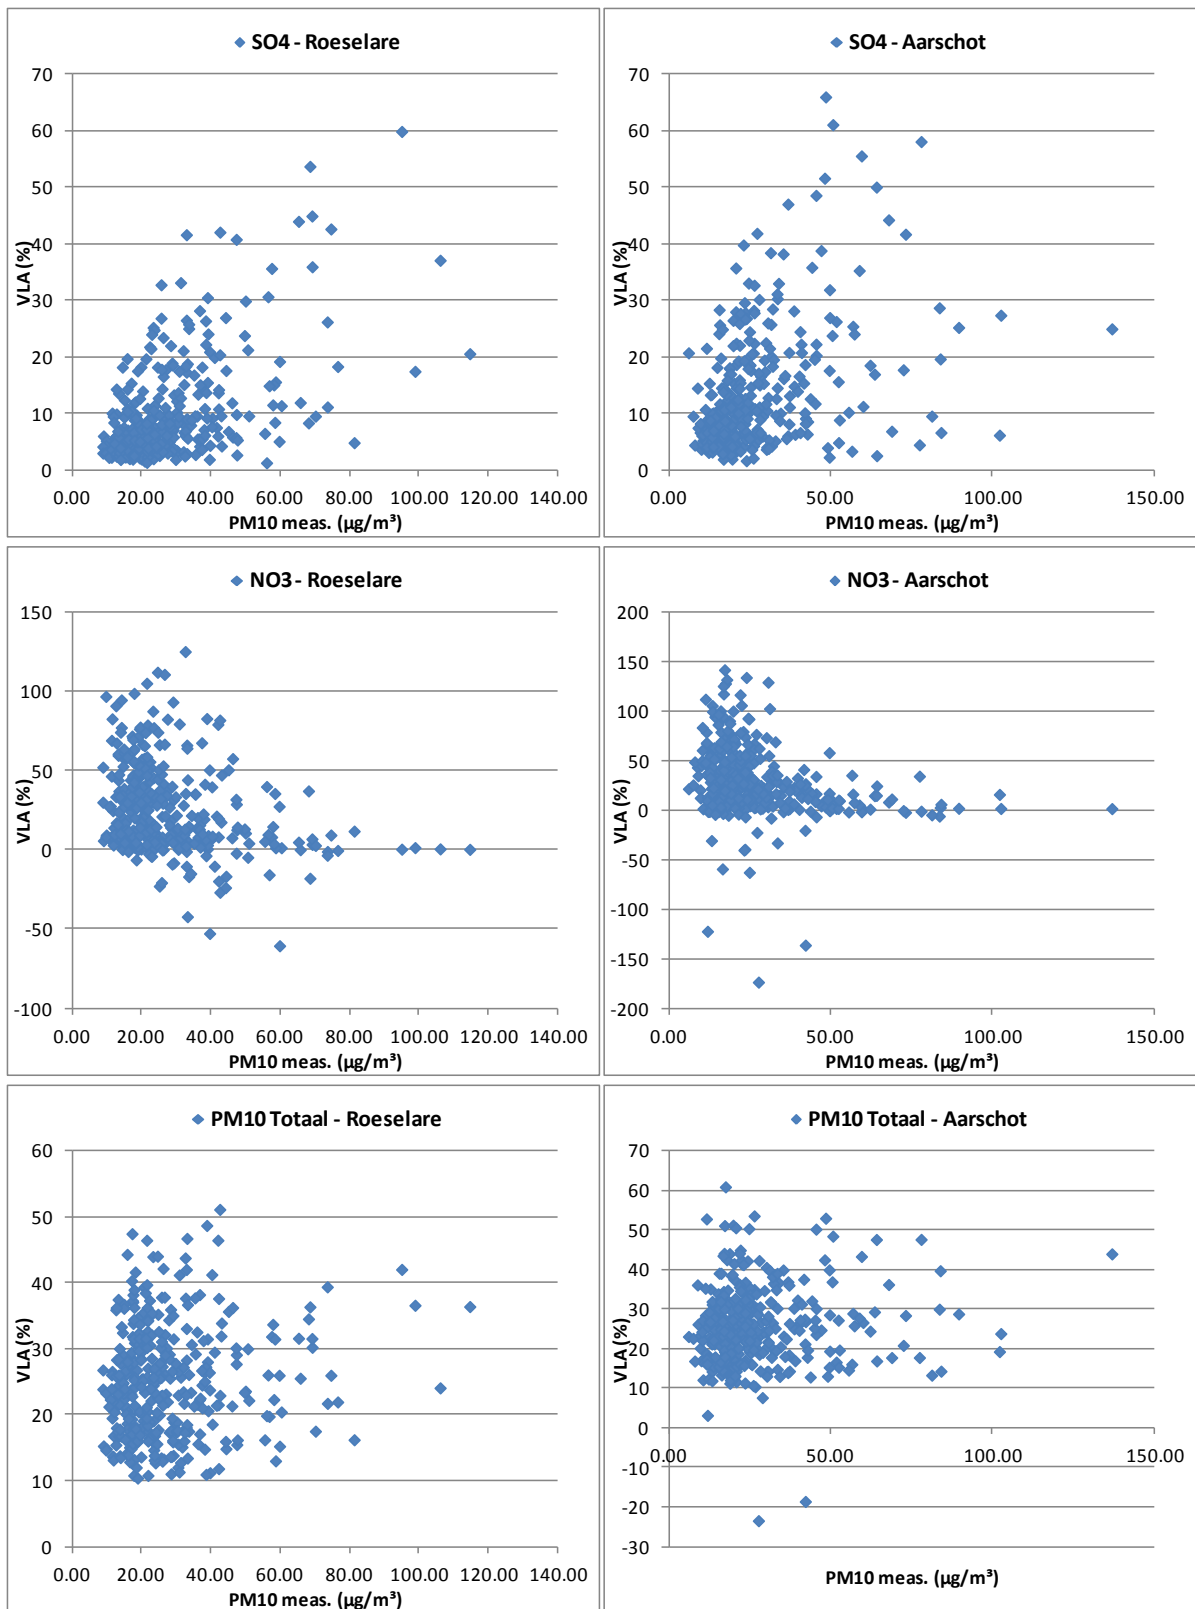 SO4 - Roeselare
70
60
50
40
30
20
10
0
VLA (%)
0.00 20.00 40.00 60.00 80.00 100.00 120.00 140.00
PM10 meas. (µg/m³)
SO4 - Aarschot
70
60
50
40
30
20
10
0
VLA (%)
0.00 50.00 100.00 150.00
PM10 meas. (µg/m³)
NO3 - Roeselare
150
100
50
0
-50
-100
VLA (%)
0.00 20.00 40.00 60.00 80.00 100.00 120.00 140.00
PM10 meas. (µg/m³)
NO3 - Aarschot
200
150
100
50
0
-50
-100
-150
-200
VLA (%)
0.00 50.00 100.00 150.00
PM10 meas. (µg/m³)
PM10 Totaal - Roeselare
60
50
40
30
20
10
0
VLA (%)
0.00 20.00 40.00 60.00 80.00 100.00 120.00 140.00
PM10 meas. (µg/m³)
PM10 Totaal - Aarschot
70
60
50
40
30
20
10
0
-10
-20
-30
VLA (%)
0.00 50.00 100.00 150.00
PM10 meas. (µg/m³)